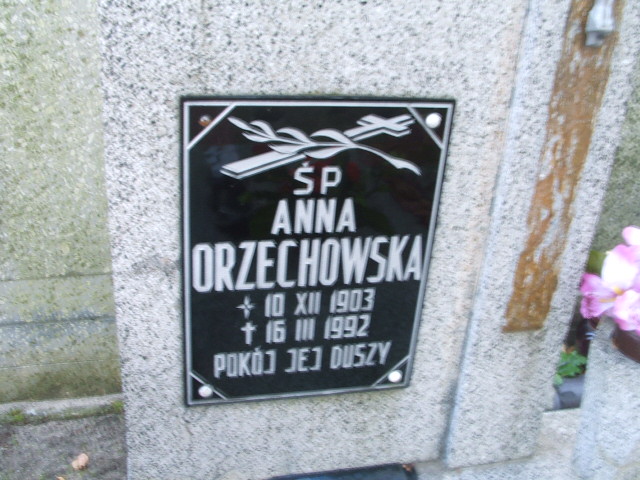 ŚP
ANNA
ORZECHOWSKA
10 XII 1903
† 16 III 1992
POKÓJ JEJ DUSZY